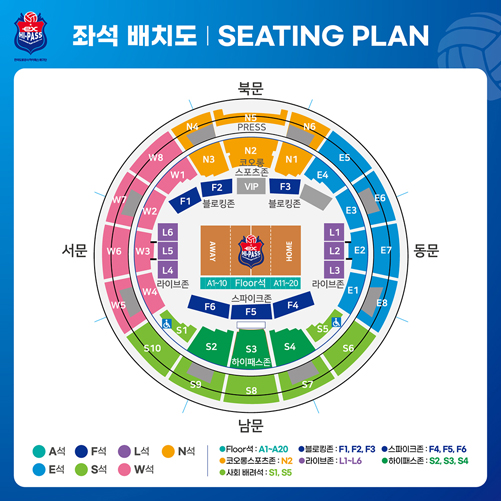 ex
HI-PASS
좌석 배치도 | SEATING PLAN
북문
N4 N5 N6
PRESS
W8 N3 N2 N1 E5
코오롱
스포츠존
W1 E4
F2 VIP F3
W7 F1 블로킹존 블로킹존 E6
W2 E3
L6 L1
서문 W6 W3 L5 AWAY ex HI-PASS HOME L2 E2 E7 동문
L4 L3
라이브존 A1~10 Floor석 A11~20 라이브존
W5 W4 스파이크존 E1 E8
F6 F5 F4
S1 S5
S2 S3 S4
하이패스존
S10 S6
S9 S8 S7
남문
A석 F석 L석 N석
E석 S석 W석
Floor석 : A1~A20 블로킹존 : F1, F2, F3 스파이크존 : F4, F5, F6
코오롱스포츠존 : N2 라이브존 : L1~L6 하이패스존 : S2, S3, S4
사회 배려석 : S1, S5